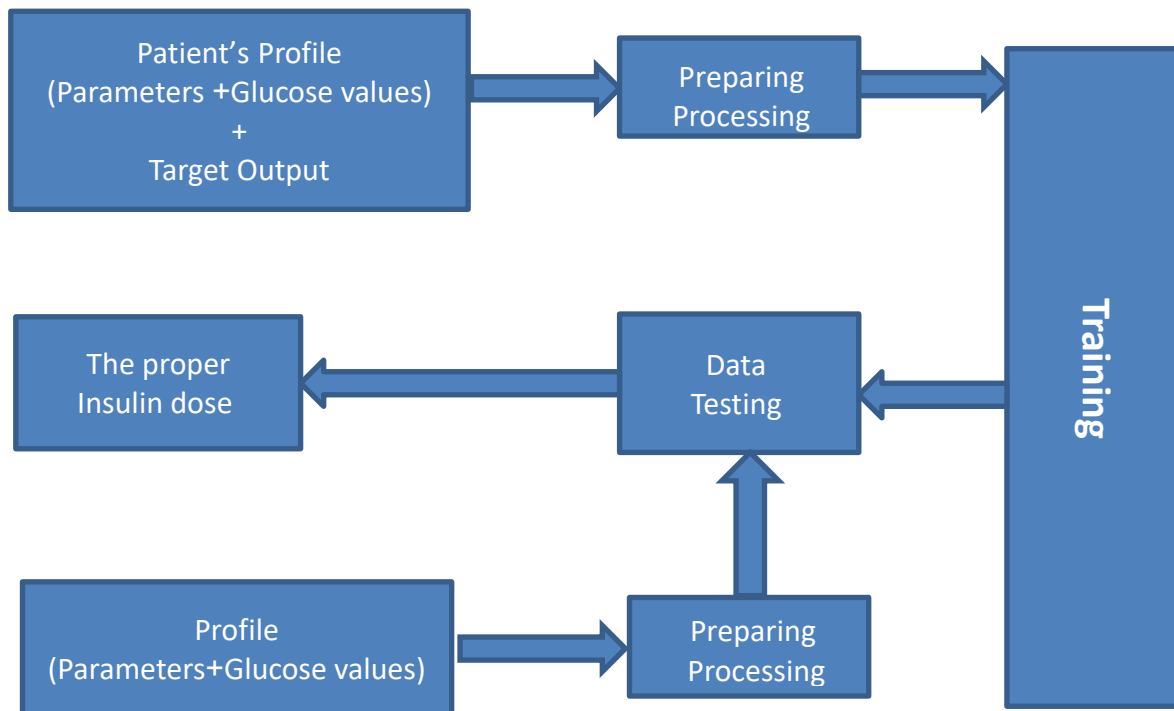 Patient’s Profile
(Parameters +Glucose values)
+
Target Output
Preparing
Processing
Training
The proper
Insulin dose
Data
Testing
Profile
(Parameters+Glucose values)
Preparing
Processing